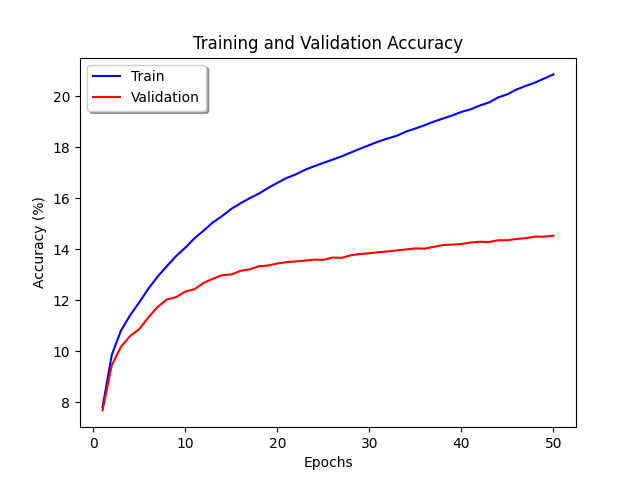 Training and Validation Accuracy
Train
Validation
20
18
16
14
12
10
8
Accuracy (%)
0 10 20 30 40 50
Epochs